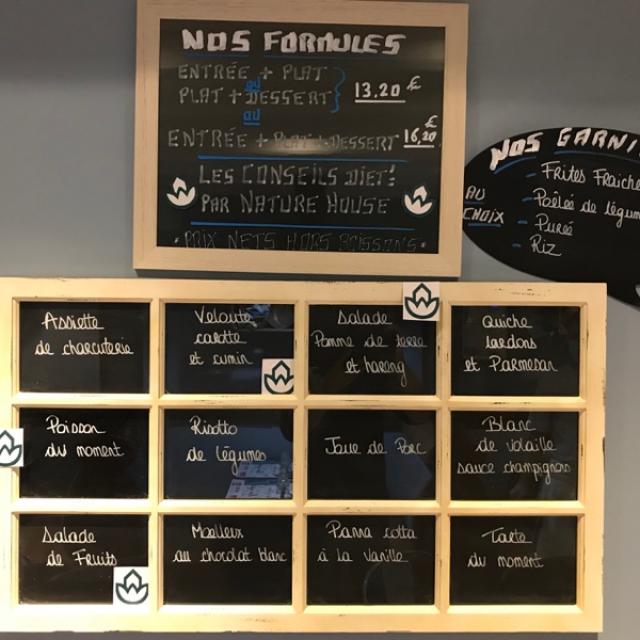 NOS FORMULES
ENTRÉE + PLAT
ou
PLAT + DESSERT
13.20 €
ou
ENTRÉE + PLAT + DESSERT
16,20 €
LES CONSEILS DIET!
PAR NATURE HOUSE
• PRIX NETS HORS BOISSONS •
NOS GARNI
AU
CHOIX
- Frites Fraiche
- Poêlée de légum
- Pureé
- Riz
Assiette
de charcuterie
Velouté
carotte
et cumin
Salade
Pomme de terre
et hareng
Quiche
lardons
et Parmesan
Poisson
du moment
Risotto
de légumes
Joue de Porc
Blanc
de volaille
sauce champignons
Salade
de Fruits
Moelleux
au chocolat blanc
Panna cotta
à la Vanille
Tarte
du moment